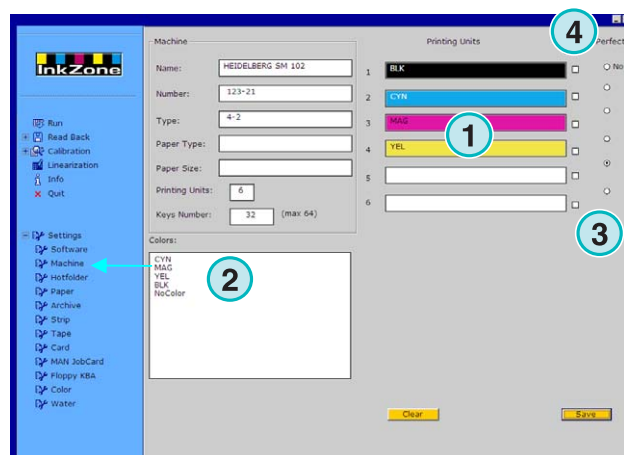 InkZone
Run
Read Back
Calibration
Linearization
Info
Quit
Settings
Software
Machine
Hotfolder
Paper
Archive
Strip
Tape
Card
MAN JobCard
Floppy KBA
Color
Water
Machine
Name: HEIDELBERG SM 102
Number: 123-21
Type: 4-2
Paper Type:
Paper Size:
Printing Units: 6
Keys Number: 32 (max 64)
Colors:
CYN
MAG
YEL
BLK
NoColor
2
Printing Units
1 BLK
2 CYN
3 MAG
4 YEL
5
6
1
4
Perfect
No
3
Clear
Save